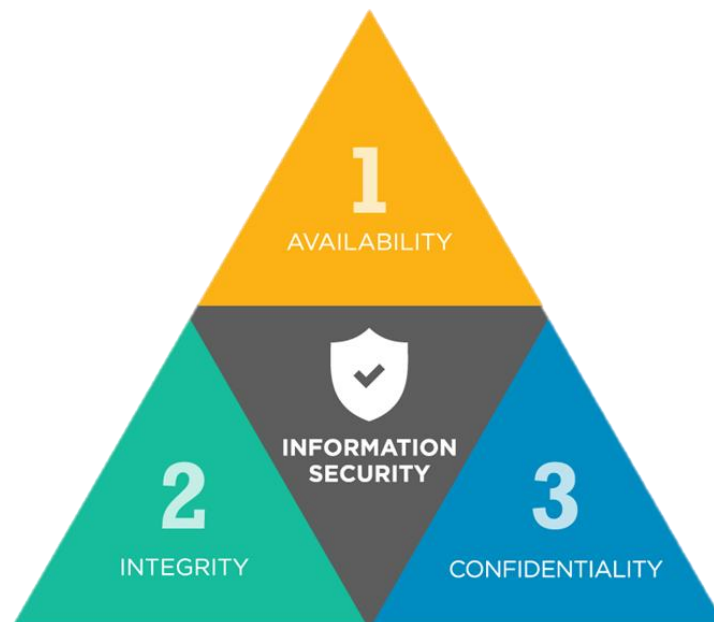 1
AVAILABILITY
INFORMATION
SECURITY
2
INTEGRITY
3
CONFIDENTIALITY